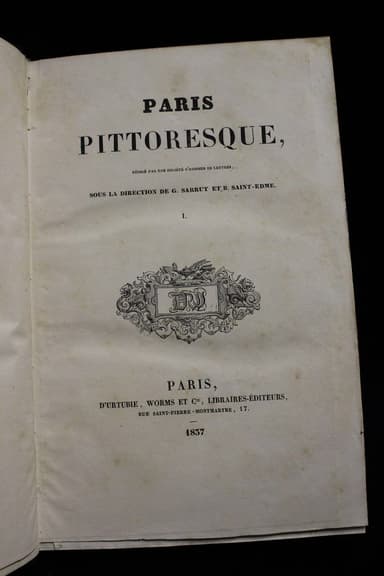 PARIS
PITTORESQUE,
RÉDIGÉ PAR UNE SOCIÉTÉ D'HOMMES DE LETTRES,
SOUS LA DIRECTION DE G. SARRUT ET B. SAINT-EDME.
I.
PARIS,
D'URTUBIE, WORMS ET Cie, LIBRAIRES-ÉDITEURS,
RUE SAINT-PIERRE-MONTMARTRE, 17.
1837